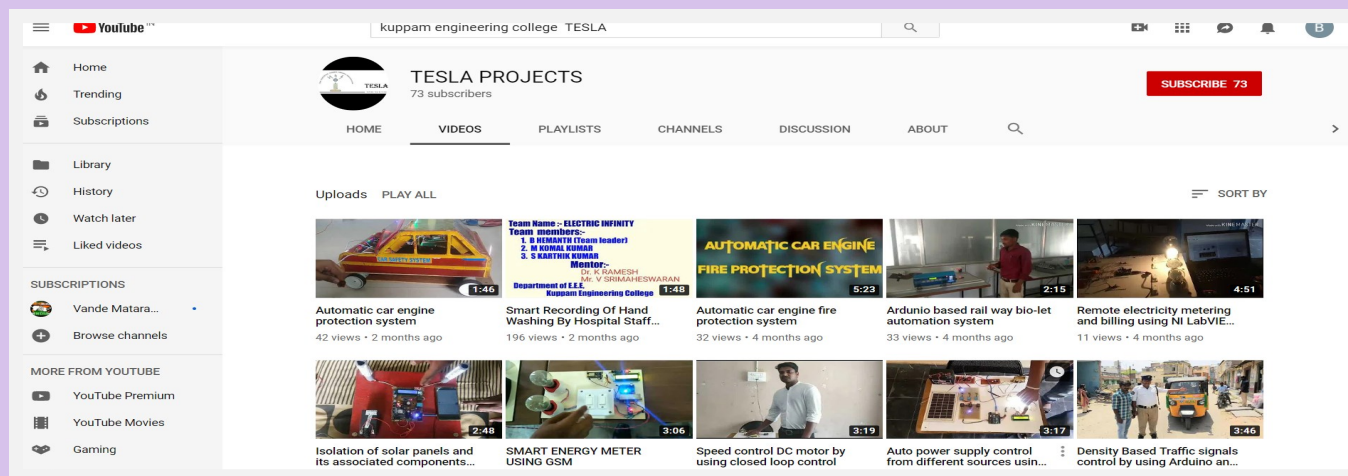 YouTube IN
kuppam engineering college TESLA
B
Home
Trending
Subscriptions
Library
History
Watch later
Liked videos
SUBSCRIPTIONS
Vande Matara...
Browse channels
MORE FROM YOUTUBE
YouTube Premium
YouTube Movies
Gaming
TESLA
TESLA PROJECTS
73 subscribers
SUBSCRIBE 73
HOME VIDEOS PLAYLISTS CHANNELS DISCUSSION ABOUT
Uploads PLAY ALL
SORT BY
CAR SAFETY SYSTEM
1:46
Automatic car engine
protection system
42 views • 2 months ago
Team Name :- ELECTRIC INFINITY
Team members:-
1. B HEMANTH (Team leader)
2. M KOMAL KUMAR
3. S KARTHIK KUMAR
Mentor:-
Dr. K RAMESH
Mr. V SRIMAHESWARAN
Department of E.E.E,
Kuppam Engineering College
1:48
Smart Recording Of Hand
Washing By Hospital Staff...
196 views • 2 months ago
AUTOMATIC CAR ENGINE
FIRE PROTECTION SYSTEM
5:23
Automatic car engine fire
protection system
32 views • 4 months ago
2:15
Ardunio based rail way bio-let
automation system
33 views • 4 months ago
KINEMASTER
4:51
Remote electricity metering
and billing using NI LabVIE...
11 views • 4 months ago
2:48
Isolation of solar panels and
its associated components...
3:06
SMART ENERGY METER
USING GSM
3:19
Speed control DC motor by
using closed loop control
3:17
Auto power supply control
from different sources usin...
3:46
Density Based Traffic signals
control by using Arduino an...